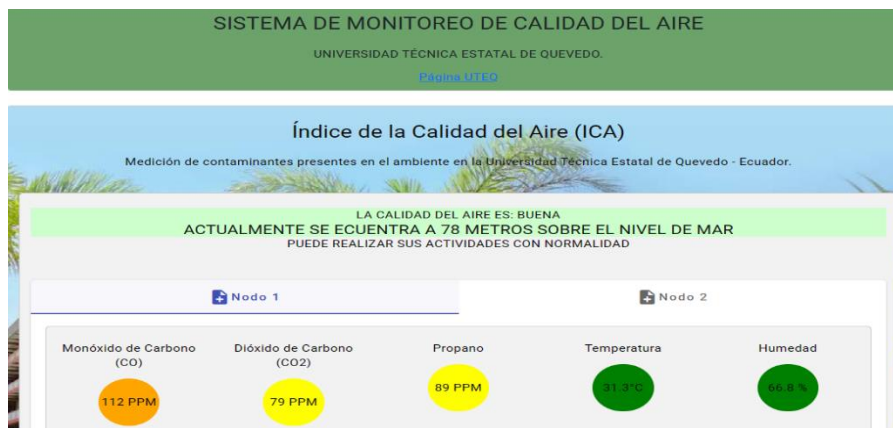 SISTEMA DE MONITOREO DE CALIDAD DEL AIRE
UNIVERSIDAD TÉCNICA ESTATAL DE QUEVEDO.
Página UTEQ
Índice de la Calidad del Aire (ICA)
Medición de contaminantes presentes en el ambiente en la Universidad Técnica Estatal de Quevedo - Ecuador.
LA CALIDAD DEL AIRE ES: BUENA
ACTUALMENTE SE ECUENTRA A 78 METROS SOBRE EL NIVEL DE MAR
PUEDE REALIZAR SUS ACTIVIDADES CON NORMALIDAD
Nodo 1
Nodo 2
Monóxido de Carbono
(CO)
112 PPM
Dióxido de Carbono
(CO2)
79 PPM
Propano
89 PPM
Temperatura
31.3°C
Humedad
66.8 %